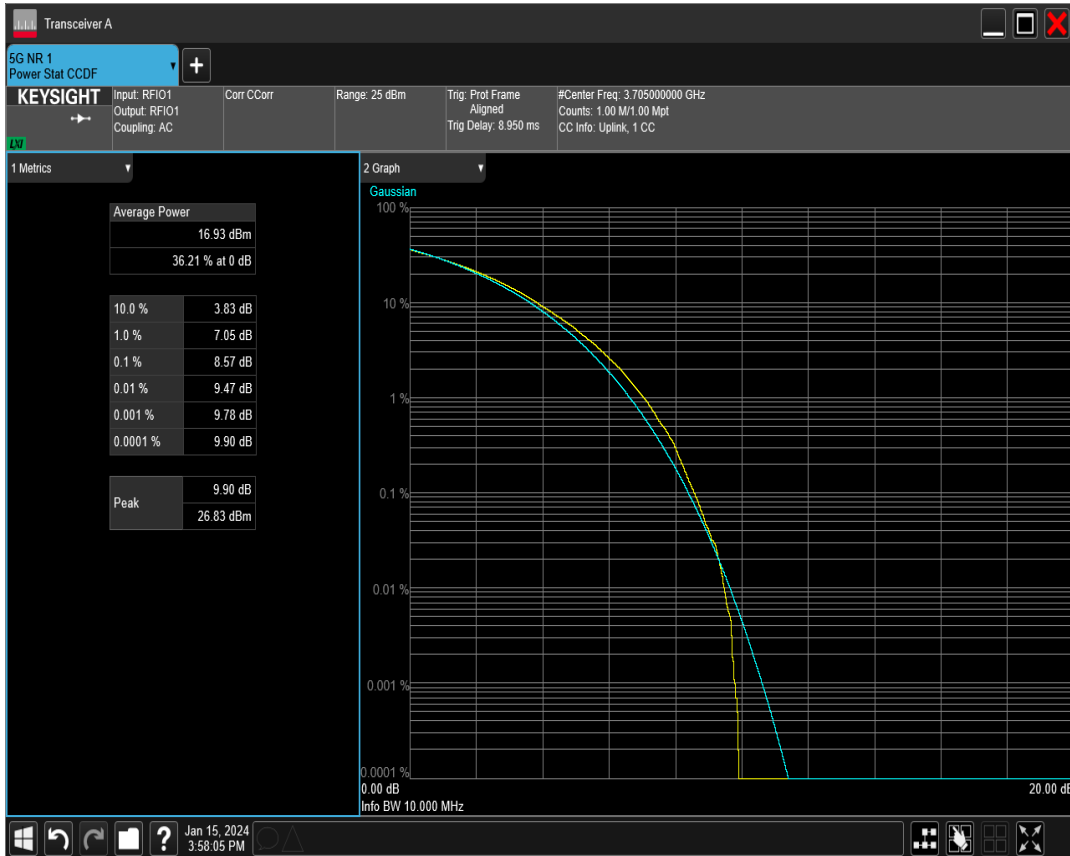 Transceiver A
5G NR 1
Power Stat CCDF
+
KEYSIGHT
LXI
Input: RFIO1
Output: RFIO1
Coupling: AC
Corr CCorr
Range: 25 dBm
Trig: Prot Frame
Aligned
Trig Delay: 8.950 ms
#Center Freq: 3.705000000 GHz
Counts: 1.00 M/1.00 Mpt
CC Info: Uplink, 1 CC
1 Metrics
Average Power
16.93 dBm
36.21 % at 0 dB
10.0 % 3.83 dB
1.0 % 7.05 dB
0.1 % 8.57 dB
0.01 % 9.47 dB
0.001 % 9.78 dB
0.0001 % 9.90 dB
Peak
9.90 dB
26.83 dBm
2 Graph
Gaussian
100 %
10 %
1 %
0.1 %
0.01 %
0.001 %
0.0001 %
0.00 dB 20.00 dB
Info BW 10.000 MHz
?
Jan 15, 2024
3:58:05 PM